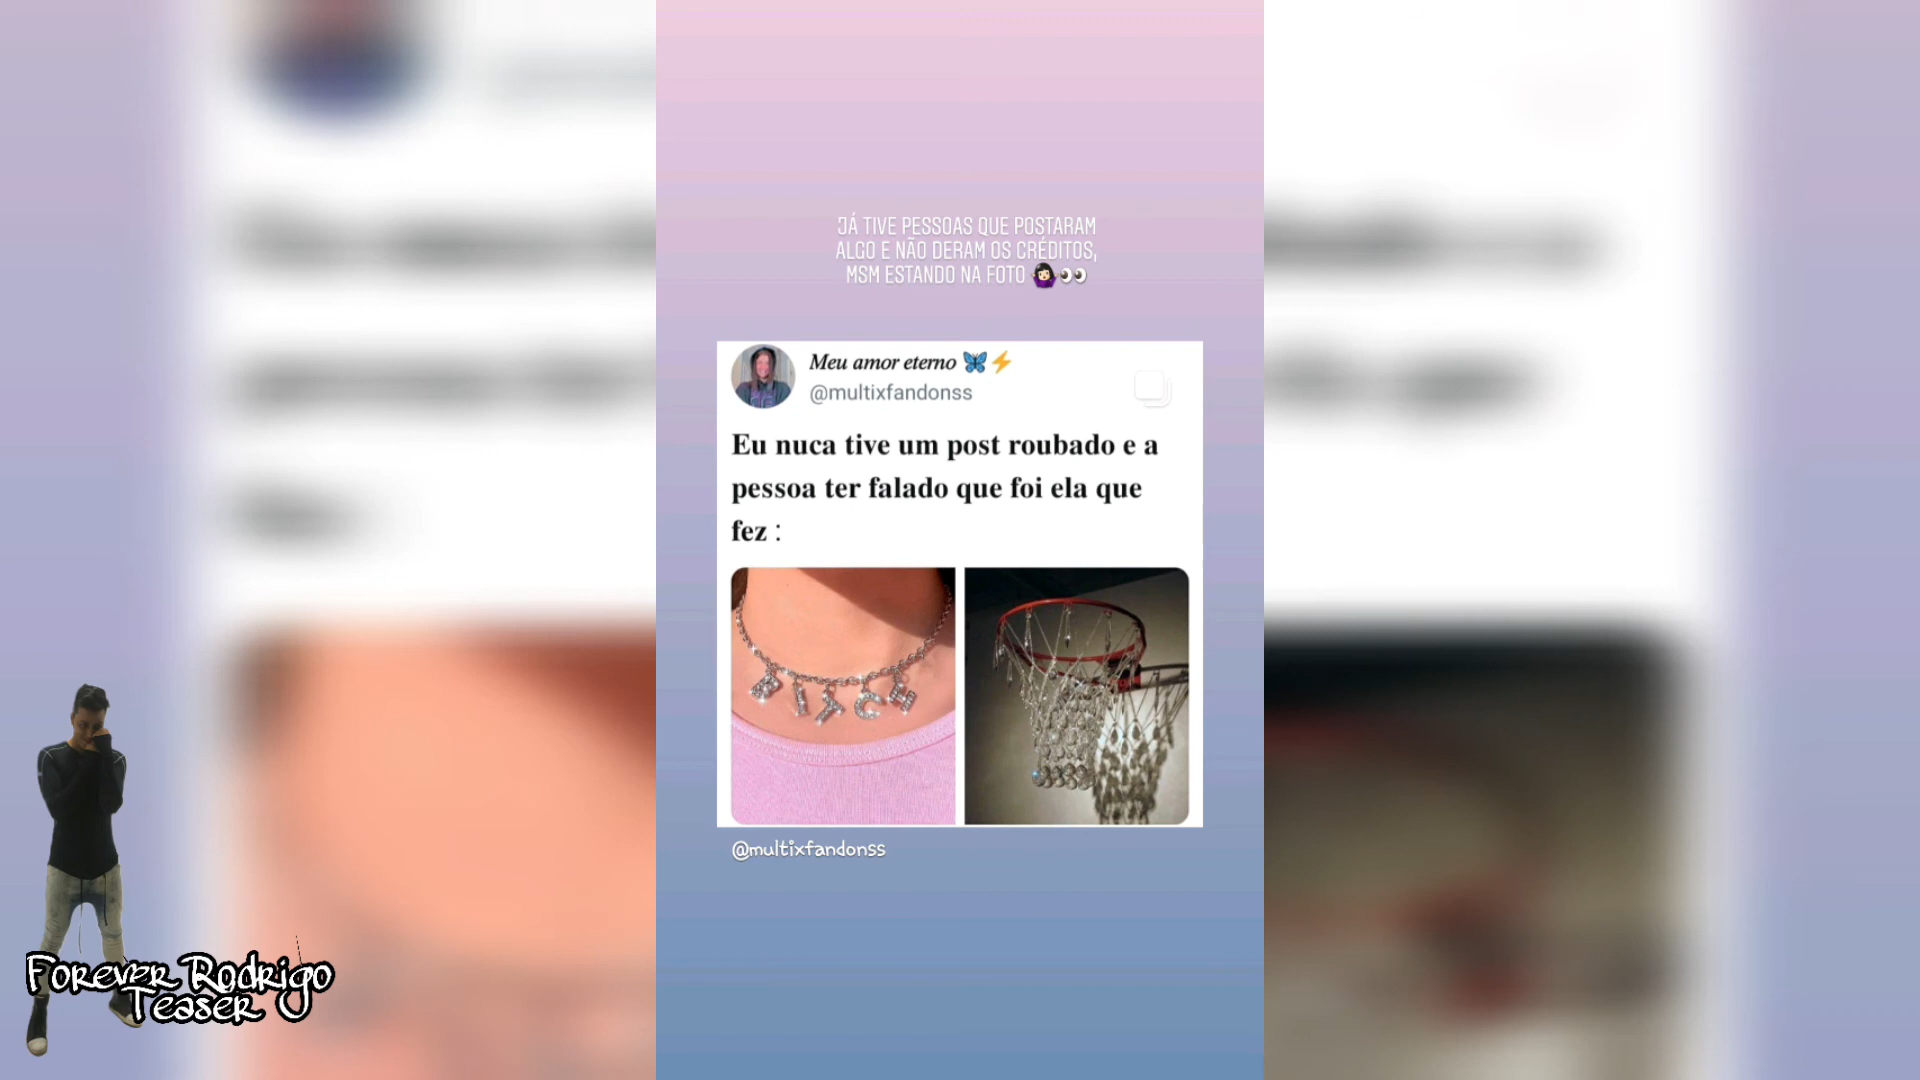 JÁ TIVE PESSOAS QUE POSTARAM
ALGO E NÃO DERAM OS CRÉDITOS,
MSM ESTANDO NA FOTO 🤷🏻‍♀️👀
Meu amor eterno 🦋⚡
@multixfandonss
Eu nuca tive um post roubado e a
pessoa ter falado que foi ela que
fez :
@multixfandonss
Forever Rodrigo
Teaser